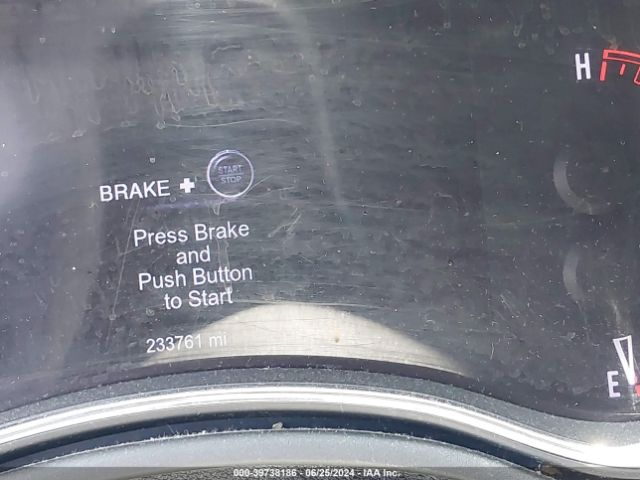 H
BRAKE + START
STOP
Press Brake
and
Push Button
to Start
233761 mi
E
000-39738186 - 06/25/2024 - IAA Inc.